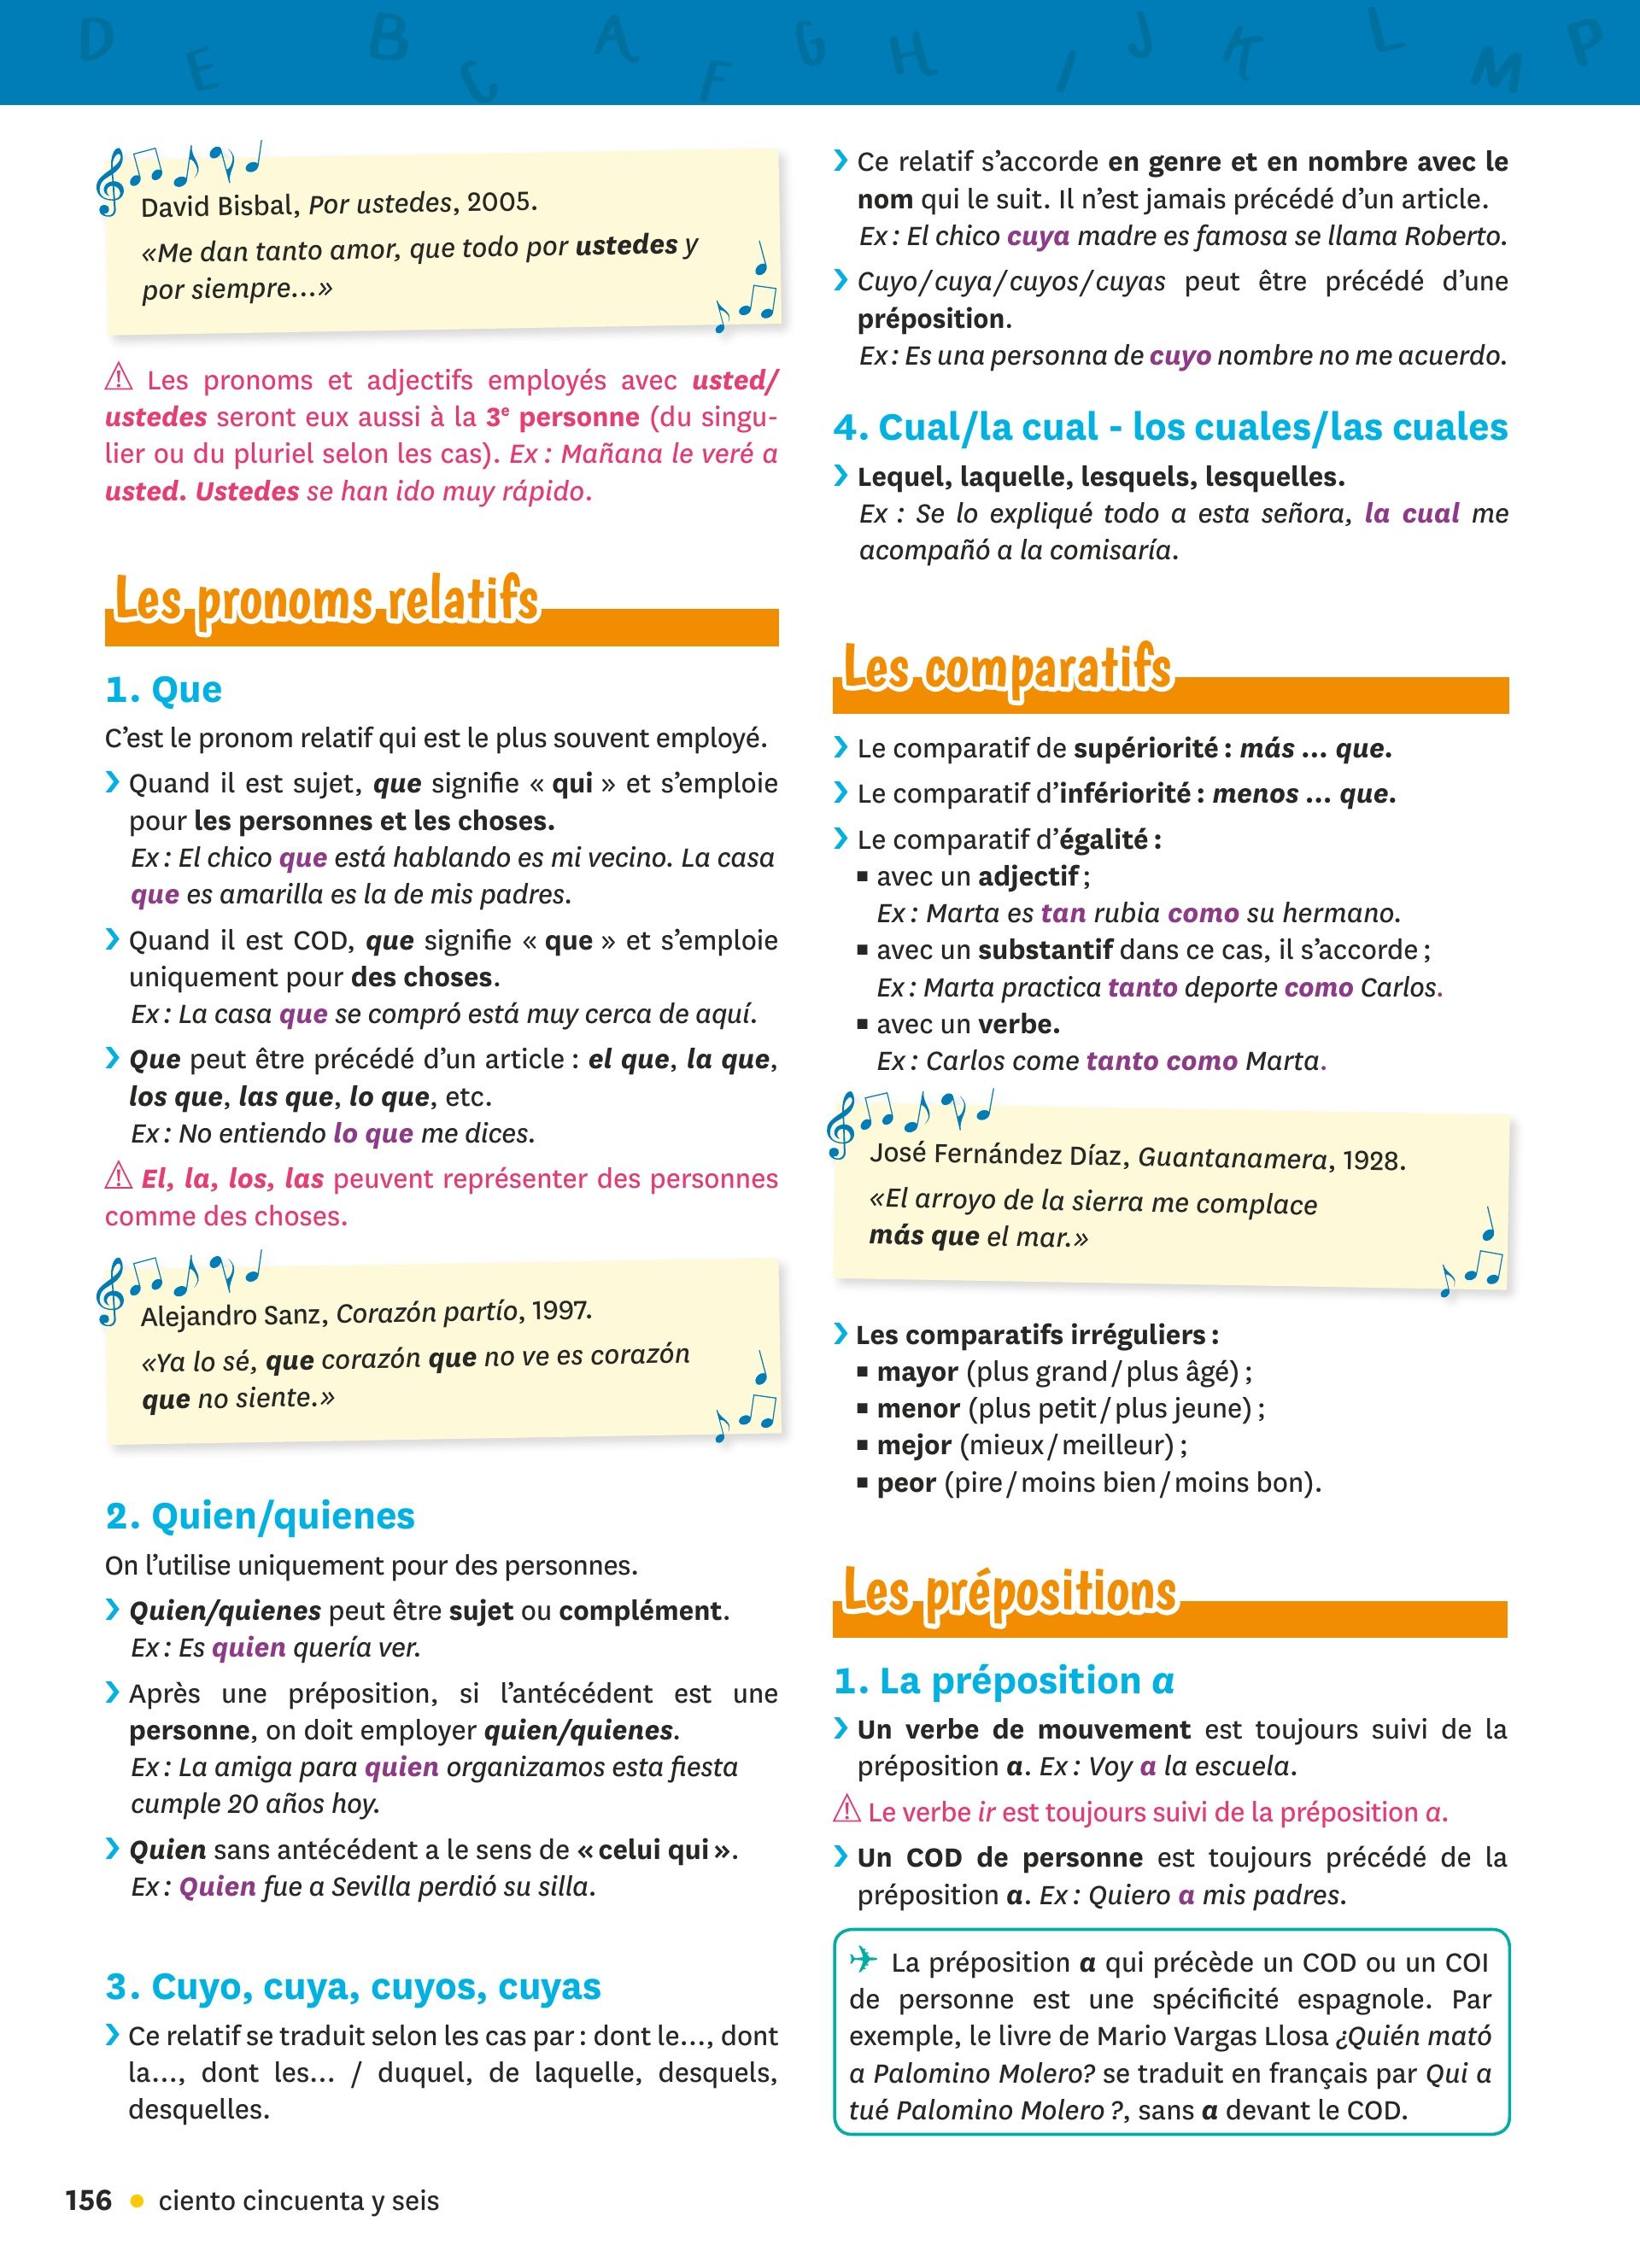 D E B C A F G H I J K L M P
David Bisbal, Por ustedes, 2005.
«Me dan tanto amor, que todo por ustedes y
por siempre...»
⚠ Les pronoms et adjectifs employés avec usted/
ustedes seront eux aussi à la 3e personne (du singu-
lier ou du pluriel selon les cas). Ex : Mañana le veré a
usted. Ustedes se han ido muy rápido.
Les pronoms relatifs
1. Que
C’est le pronom relatif qui est le plus souvent employé.
› Quand il est sujet, que signifie « qui » et s’emploie
pour les personnes et les choses.
Ex : El chico que está hablando es mi vecino. La casa
que es amarilla es la de mis padres.
› Quand il est COD, que signifie « que » et s’emploie
uniquement pour des choses.
Ex : La casa que se compró está muy cerca de aquí.
› Que peut être précédé d’un article : el que, la que,
los que, las que, lo que, etc.
Ex : No entiendo lo que me dices.
⚠ El, la, los, las peuvent représenter des personnes
comme des choses.
Alejandro Sanz, Corazón partío, 1997.
«Ya lo sé, que corazón que no ve es corazón
que no siente.»
2. Quien/quienes
On l’utilise uniquement pour des personnes.
› Quien/quienes peut être sujet ou complément.
Ex : Es quien quería ver.
› Après une préposition, si l’antécédent est une
personne, on doit employer quien/quienes.
Ex : La amiga para quien organizamos esta fiesta
cumple 20 años hoy.
› Quien sans antécédent a le sens de « celui qui ».
Ex : Quien fue a Sevilla perdió su silla.
3. Cuyo, cuya, cuyos, cuyas
› Ce relatif se traduit selon les cas par : dont le..., dont
la..., dont les... / duquel, de laquelle, desquels,
desquelles.
› Ce relatif s’accorde en genre et en nombre avec le
nom qui le suit. Il n’est jamais précédé d’un article.
Ex : El chico cuya madre es famosa se llama Roberto.
› Cuyo/cuya/cuyos/cuyas peut être précédé d’une
préposition.
Ex : Es una personna de cuyo nombre no me acuerdo.
4. Cual/la cual - los cuales/las cuales
› Lequel, laquelle, lesquels, lesquelles.
Ex : Se lo expliqué todo a esta señora, la cual me
acompañó a la comisaría.
Les comparatifs
› Le comparatif de supériorité : más ... que.
› Le comparatif d’infériorité : menos ... que.
› Le comparatif d’égalité :
▪ avec un adjectif ;
Ex : Marta es tan rubia como su hermano.
▪ avec un substantif dans ce cas, il s’accorde ;
Ex : Marta practica tanto deporte como Carlos.
▪ avec un verbe.
Ex : Carlos come tanto como Marta.
José Fernández Díaz, Guantanamera, 1928.
«El arroyo de la sierra me complace
más que el mar.»
› Les comparatifs irréguliers :
▪ mayor (plus grand/plus âgé) ;
▪ menor (plus petit/plus jeune) ;
▪ mejor (mieux/meilleur) ;
▪ peor (pire/moins bien/moins bon).
Les prépositions
1. La préposition a
› Un verbe de mouvement est toujours suivi de la
préposition a. Ex : Voy a la escuela.
⚠ Le verbe ir est toujours suivi de la préposition a.
› Un COD de personne est toujours précédé de la
préposition a. Ex : Quiero a mis padres.
✈ La préposition a qui précède un COD ou un COI
de personne est une spécificité espagnole. Par
exemple, le livre de Mario Vargas Llosa ¿Quién mató
a Palomino Molero? se traduit en français par Qui a
tué Palomino Molero ?, sans a devant le COD.
156 • ciento cincuenta y seis